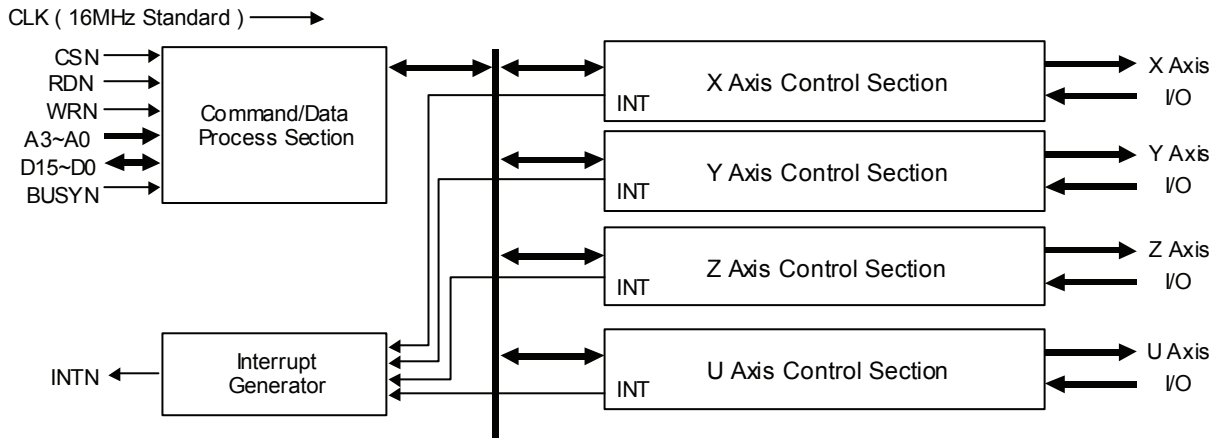 CLK ( 16MHz Standard )
CSN
RDN
WRN
A3~A0
D15~D0
BUSYN
Command/Data
Process Section
INTN
Interrupt
Generator
X Axis Control Section
INT
X Axis
I/O
Y Axis Control Section
INT
Y Axis
I/O
Z Axis Control Section
INT
Z Axis
I/O
U Axis Control Section
INT
U Axis
I/O